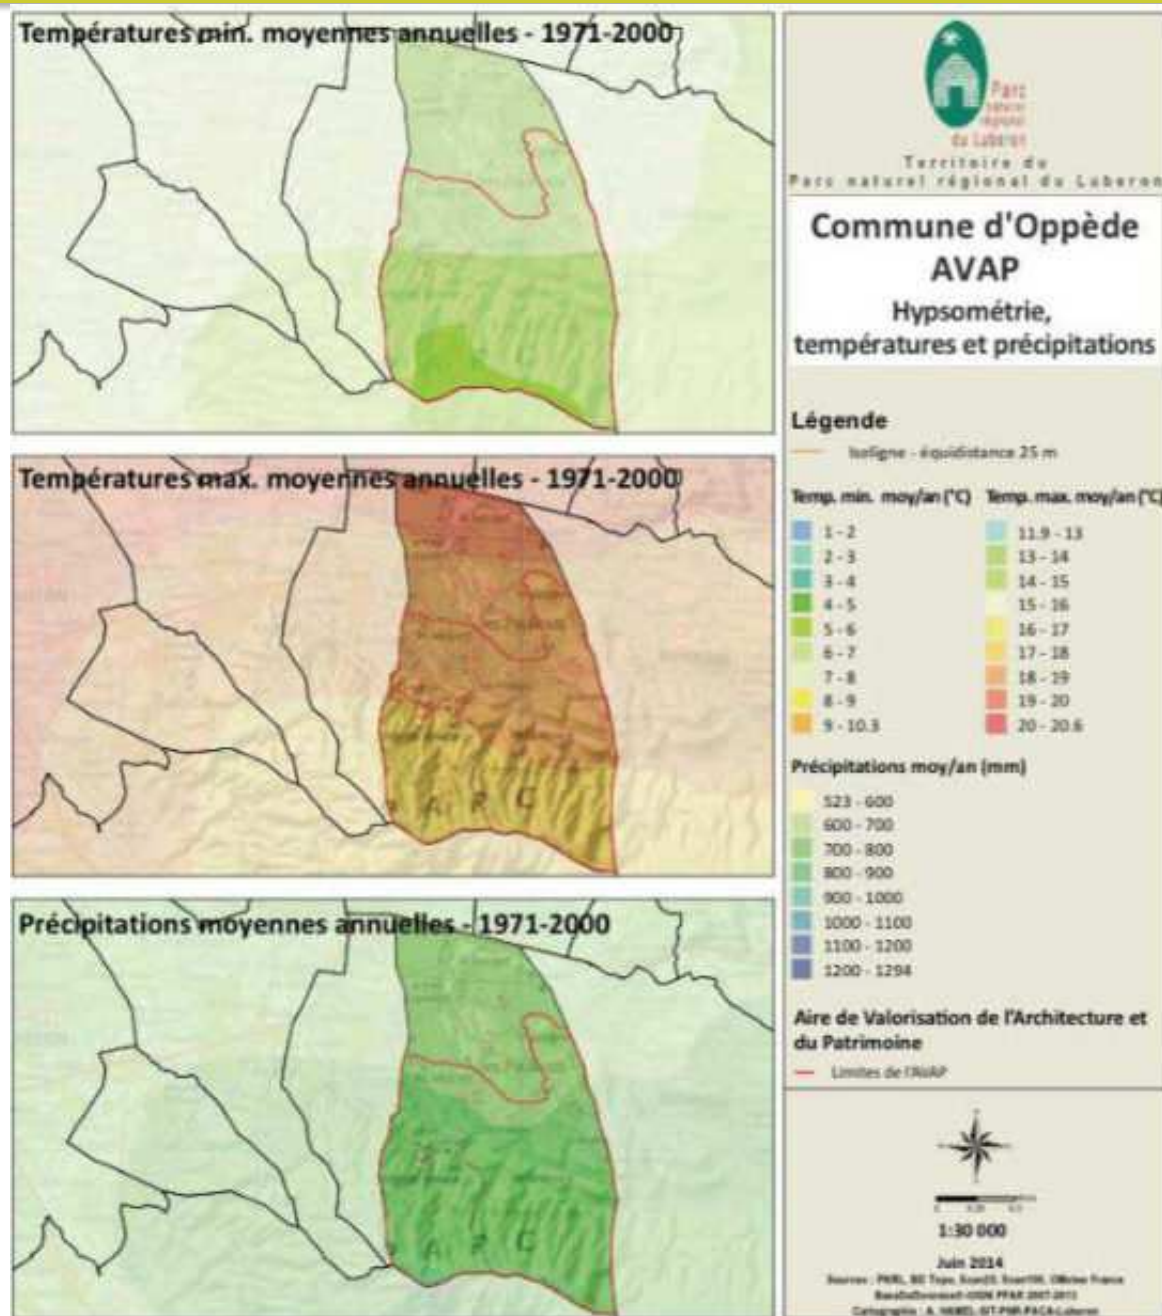 Températures min. moyennes annuelles - 1971-2000
Températures max. moyennes annuelles - 1971-2000
P A R C
Précipitations moyennes annuelles - 1971-2000
P A R C
Parc
naturel
régional
du Luberon
Territoire du
Parc naturel régional du Luberon
Commune d'Oppède
AVAP
Hypsométrie,
températures et précipitations
Légende
Isoligne - équidistance 25 m
Temp. min. moy/an (°C) Temp. max. moy/an (°C)
1 - 2 11.9 - 13
2 - 3 13 - 14
3 - 4 14 - 15
4 - 5 15 - 16
5 - 6 16 - 17
6 - 7 17 - 18
7 - 8 18 - 19
8 - 9 19 - 20
9 - 10.3 20 - 20.6
Précipitations moy/an (mm)
523 - 600
600 - 700
700 - 800
800 - 900
900 - 1000
1000 - 1100
1100 - 1200
1200 - 1294
Aire de Valorisation de l'Architecture et
du Patrimoine
Limites de l'AVAP
1:30 000
Juin 2014